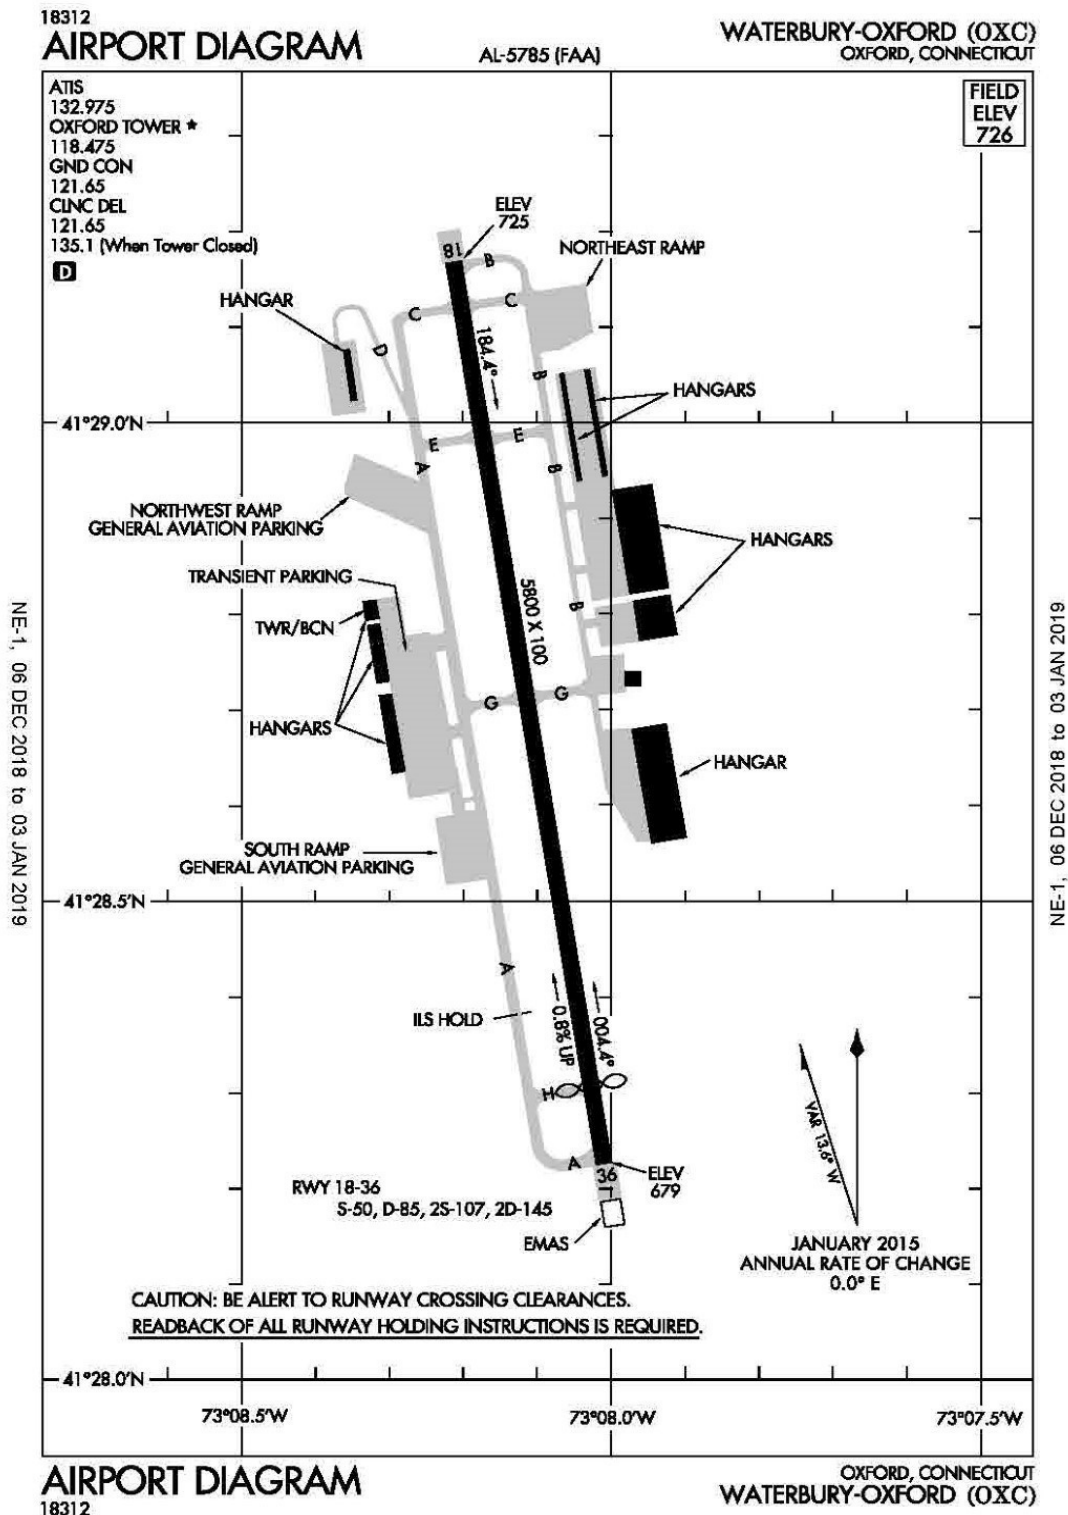 18312
AIRPORT DIAGRAM
AL-5785 (FAA)
WATERBURY-OXFORD (OXC)
OXFORD, CONNECTICUT
ATIS
132.975
OXFORD TOWER ★
118.475
GND CON
121.65
CLNC DEL
121.65
135.1 (When Tower Closed)
D
FIELD
ELEV
726
ELEV
725
18
B
NORTHEAST RAMP
HANGAR
C
C
D
184.4°
B
HANGARS
41°29.0'N
E
E
A
B
NORTHWEST RAMP
GENERAL AVIATION PARKING
HANGARS
TRANSIENT PARKING
5800 X 100
B
TWR/BCN
G
G
HANGARS
HANGAR
SOUTH RAMP
GENERAL AVIATION PARKING
41°28.5'N
A
ILS HOLD
0.8% UP
004.4°
H
A
36
ELEV
679
VAR 13.6° W
RWY 18-36
S-50, D-85, 2S-107, 2D-145
EMAS
JANUARY 2015
ANNUAL RATE OF CHANGE
0.0° E
CAUTION: BE ALERT TO RUNWAY CROSSING CLEARANCES.
READBACK OF ALL RUNWAY HOLDING INSTRUCTIONS IS REQUIRED.
41°28.0'N
73°08.5'W
73°08.0'W
73°07.5'W
NE-1, 06 DEC 2018 to 03 JAN 2019
NE-1, 06 DEC 2018 to 03 JAN 2019
AIRPORT DIAGRAM
18312
OXFORD, CONNECTICUT
WATERBURY-OXFORD (OXC)